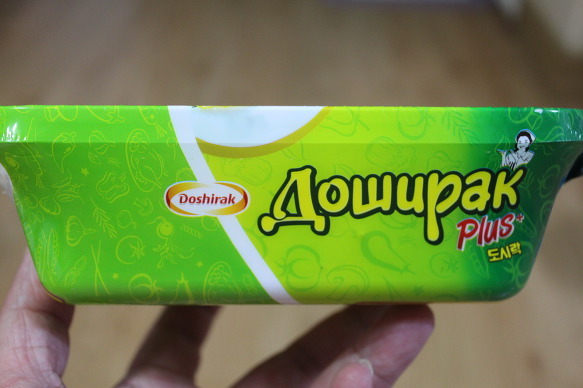 Doshirak
Доширак
Plus+
도시락